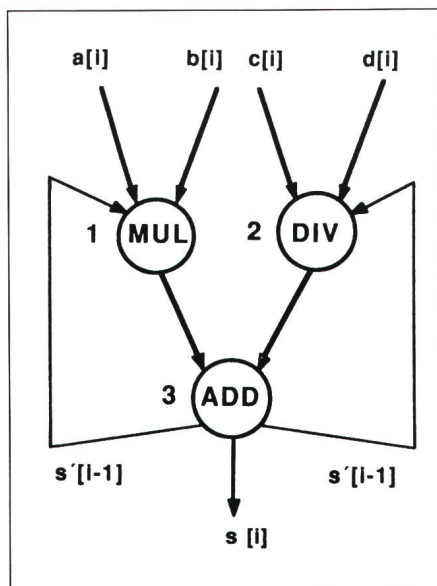 a[i] b[i] c[i] d[i]
1 MUL 2 DIV
3 ADD
s´[i-1] s´[i-1]
s [i]